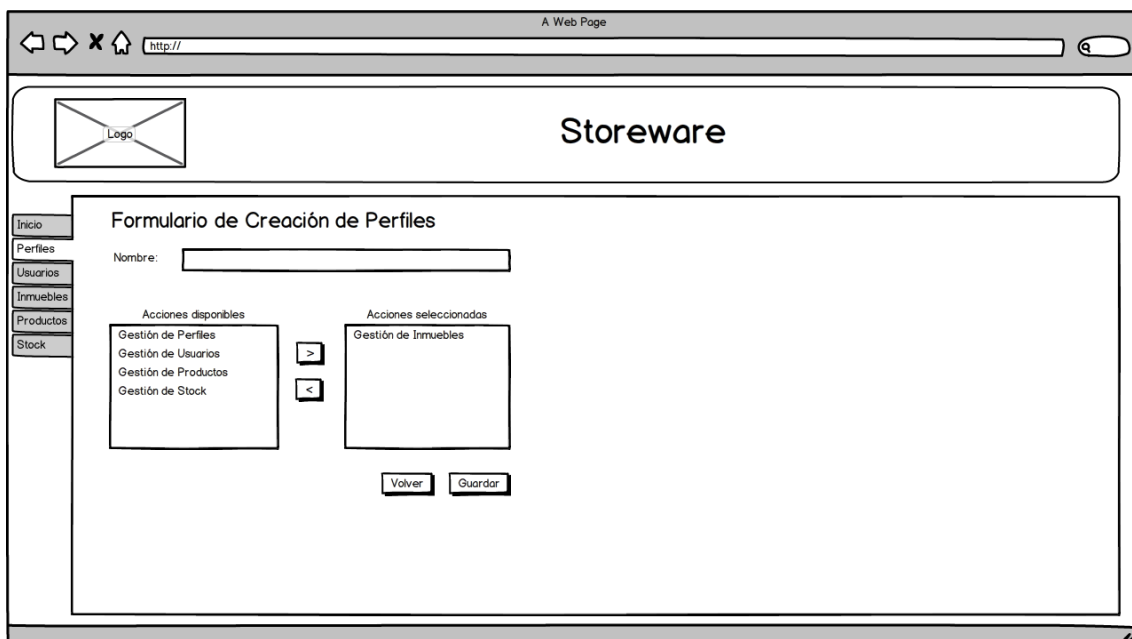 A Web Page
http://
Logo
Storeware
Inicio
Perfiles
Usuarios
Inmuebles
Productos
Stock
Formulario de Creación de Perfiles
Nombre:
Acciones disponible
Gestión de Perfiles
Gestión de Usuarios
Gestión de Productos
Gestión de Stock
>
<
Acciones seleccionadas
Gestión de Inmuebles
Volver
Guardar